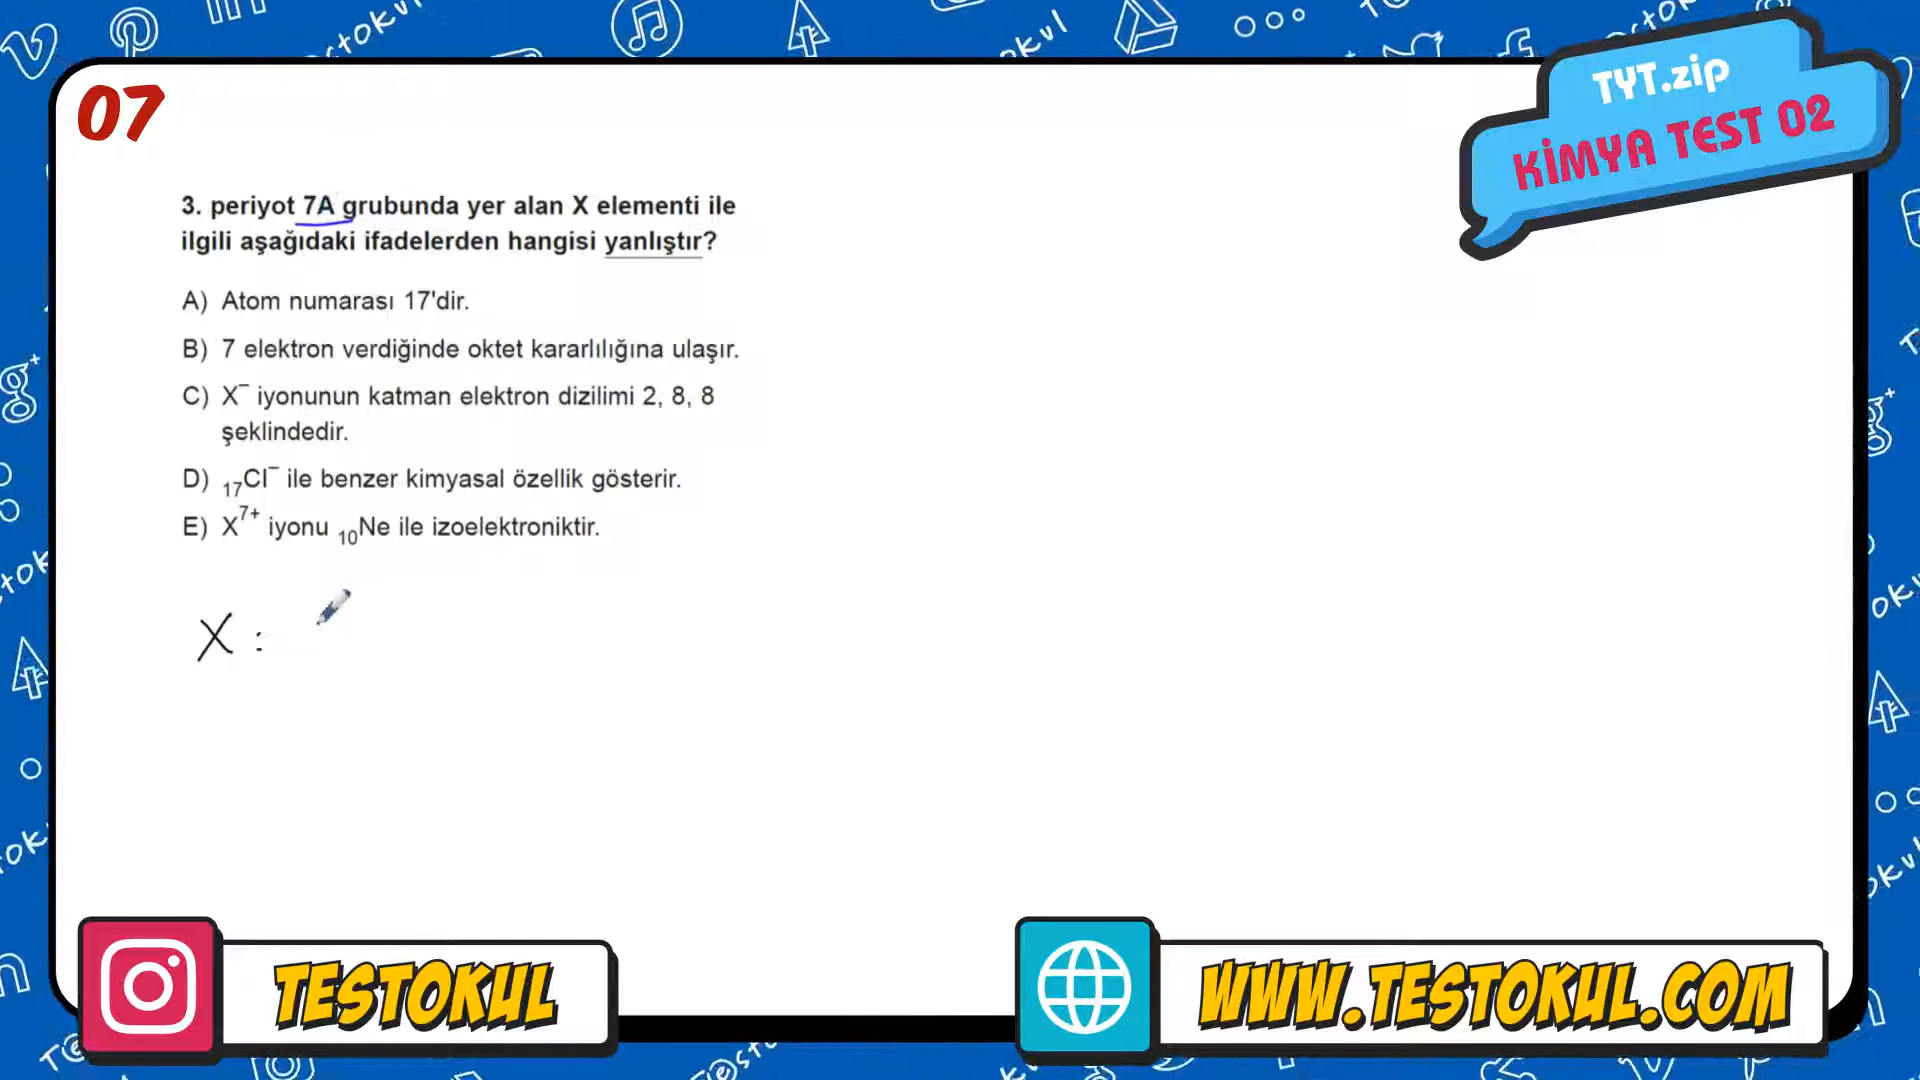 07
TYT.zip
KİMYA TEST 02
3. periyot 7A grubunda yer alan X elementi ile
ilgili aşağıdaki ifadelerden hangisi yanlıştır?
A) Atom numarası 17'dir.
B) 7 elektron verdiğinde oktet kararlılığına ulaşır.
C) X⁻ iyonunun katman elektron dizilimi 2, 8, 8
şeklindedir.
D) ₁₇Cl⁻ ile benzer kimyasal özellik gösterir.
E) X⁷⁺ iyonu ₁₀Ne ile izoelektroniktir.
X :
TESTOKUL
WWW.TESTOKUL.COM